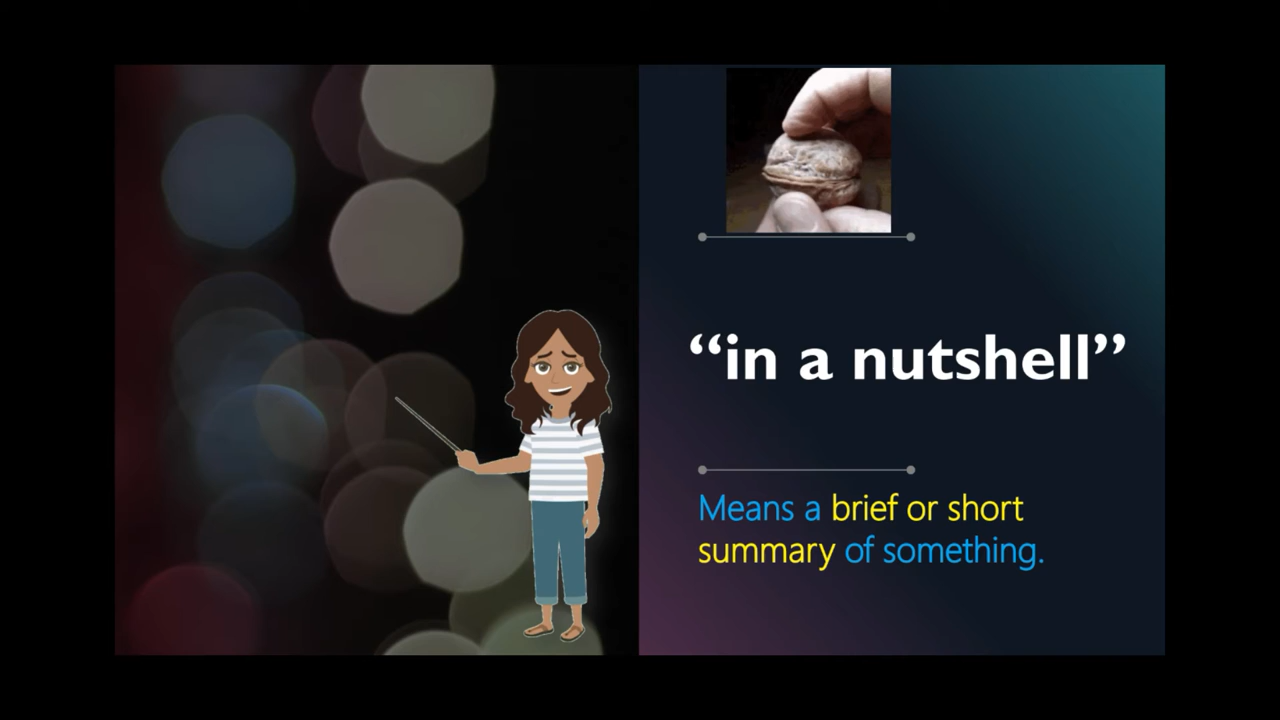 “in a nutshell”
Means a brief or short
summary of something.